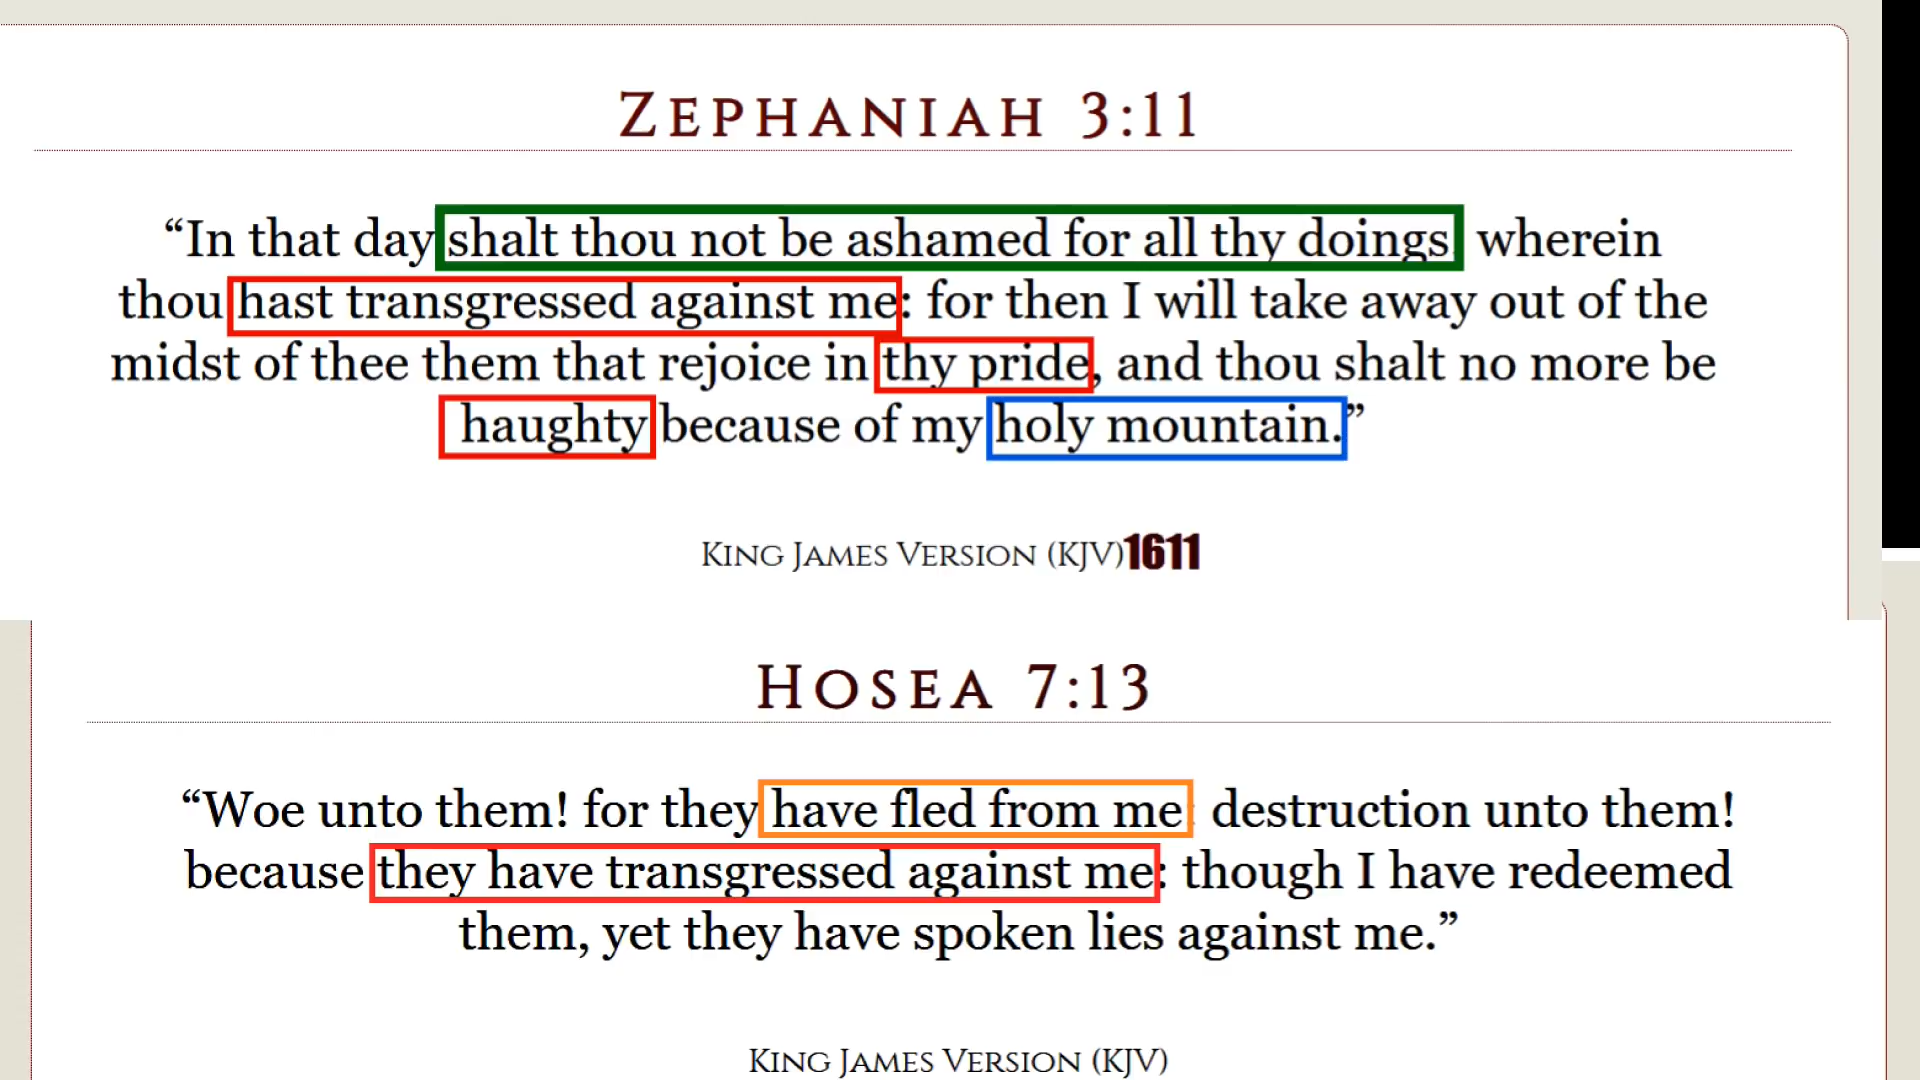 ZEPHANIAH 3:11
“In that day shalt thou not be ashamed for all thy doings, wherein
thou hast transgressed against me: for then I will take away out of the
midst of thee them that rejoice in thy pride, and thou shalt no more be
haughty because of my holy mountain.”
KING JAMES VERSION (KJV)1611
HOSEA 7:13
“Woe unto them! for they have fled from me: destruction unto them!
because they have transgressed against me: though I have redeemed
them, yet they have spoken lies against me.”
KING JAMES VERSION (KJV)